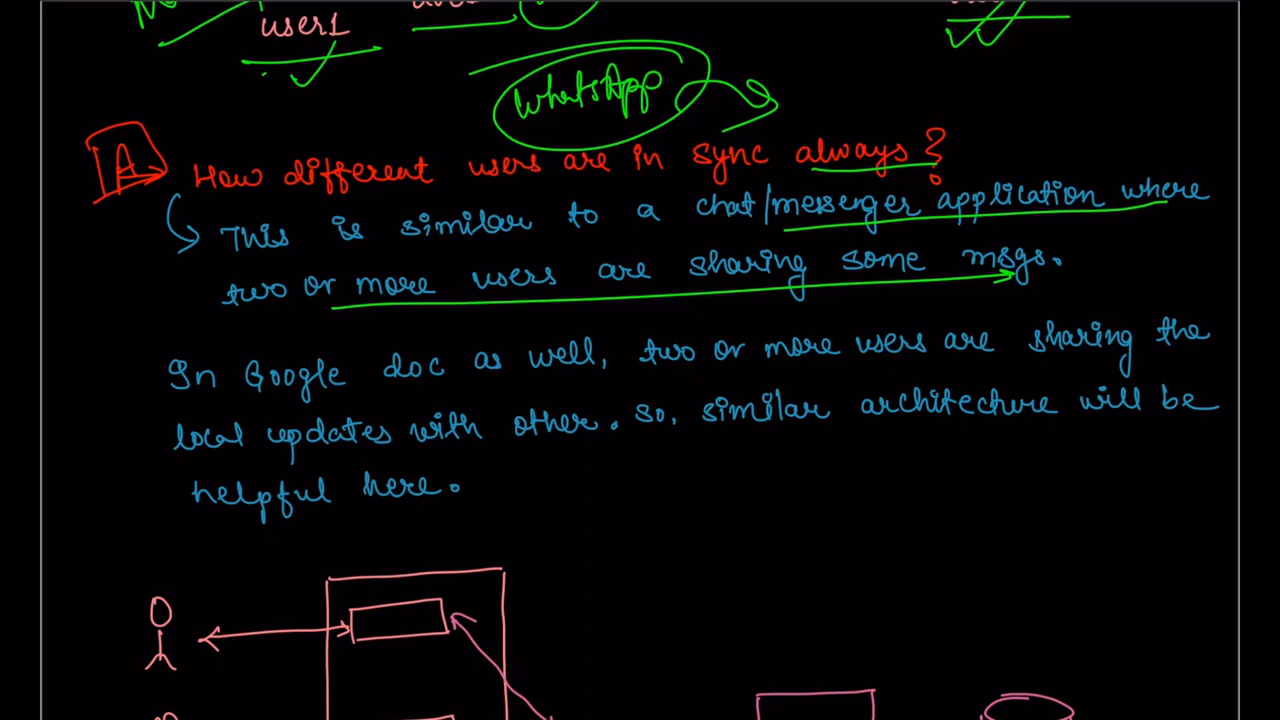 user1
WhatsApp
A How different users are in sync always?
This is similar to a chat/messenger application where
two or more users are sharing some msgs.
In Google doc as well, two or more users are sharing the
local updates with other. so, similar architecture will be
helpful here.